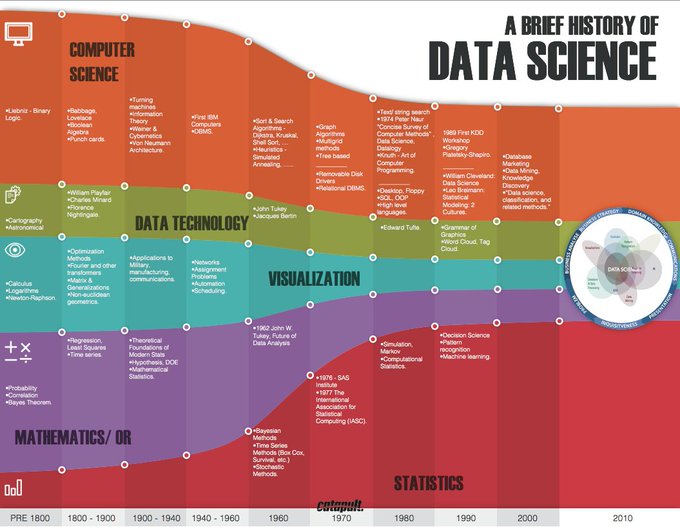 A BRIEF HISTORY OF
DATA SCIENCE
COMPUTER
SCIENCE
•Liebniz - Binary
Logic.
•Babbage,
Lovelace
•Boolean
Algebra
•Punch cards.
•Turning
machines
•Information
Theory
•Weiner &
Cybernetics
•Von Neumann
Architecture.
•First IBM
Computers
•DBMS.
•Sort & Search
Algorithms -
Dijkstra, Kruskal,
Shell Sort, ....
•Heuristics -
Simulated
Annealing, ......
•Graph
Algorithms
•Multigrid
methods
•Tree based
•Removable Disk
Drivers
•Relational DBMS.
•Text/ string search
•1974 Peter Naur
"Concise Survey of
Computer Methods",
Data Science,
Datalogy
•Knuth - Art of
Computer
Programming.
•Desktop, Floppy
•SQL, OOP
•High level
languages.
•1989 First KDD
Workshop
•Gregory
Piatetsky-Shapiro.
•William Cleveland:
Data Science
•Leo Breimann:
Statistical
Modeling: 2
Cultures.
•Database
Marketing
•Data Mining,
Knowledge
Discovery
•"Data science,
classification, and
related methods."
DATA TECHNOLOGY
•Cartography
•Astronomical
•William Playfair
•Charles Minard
•Florence
Nightingale.
•John Tukey
•Jacques Bertin
•Edward Tufte.
•Grammar of
Graphics
•Word Cloud, Tag
Cloud.
VISUALIZATION
•Calculus
•Logarithms
•Newton-Raphson.
•Optimization
Methods
•Fourier and other
transformers
•Matrix &
Generalizations
•Non-euclidean
geometrics.
•Applications to
Military,
manufacturing,
communications.
•Networks
•Assignment
Problems
•Automation
•Scheduling.
MATHEMATICS/ OR
•Probability
•Correlation
•Bayes Theorem.
•Regression,
Least Squares
•Time series.
•Theoretical
Foundations of
Modern Stats
•Hypothesis, DOE
•Mathematical
Statistics.
•1962 John W.
Tukey, Future of
Data Analysis
•Bayesian
Methods
•Time Series
Methods (Box Cox,
Survival, etc.)
•Stochastic
Methods.
•1976 - SAS
Institute
•1977 The
International
Association for
Statistical
Computing (IASC).
•Simulation,
Markov
•Computational
Statistics.
•Decision Science
•Pattern
recognition
•Machine learning.
STATISTICS
BUSINESS ANALYSIS
BUSINESS STRATEGY
DOMAIN KNOWLEDGE
COMMUNICATIONS
PRESENTATION
INQUISITIVENESS
PROBLEM
DATA SCIENCE
catapult.
PRE 1800
1800 - 1900
1900 - 1940
1940 - 1960
1960
1970
1980
1990
2000
2010